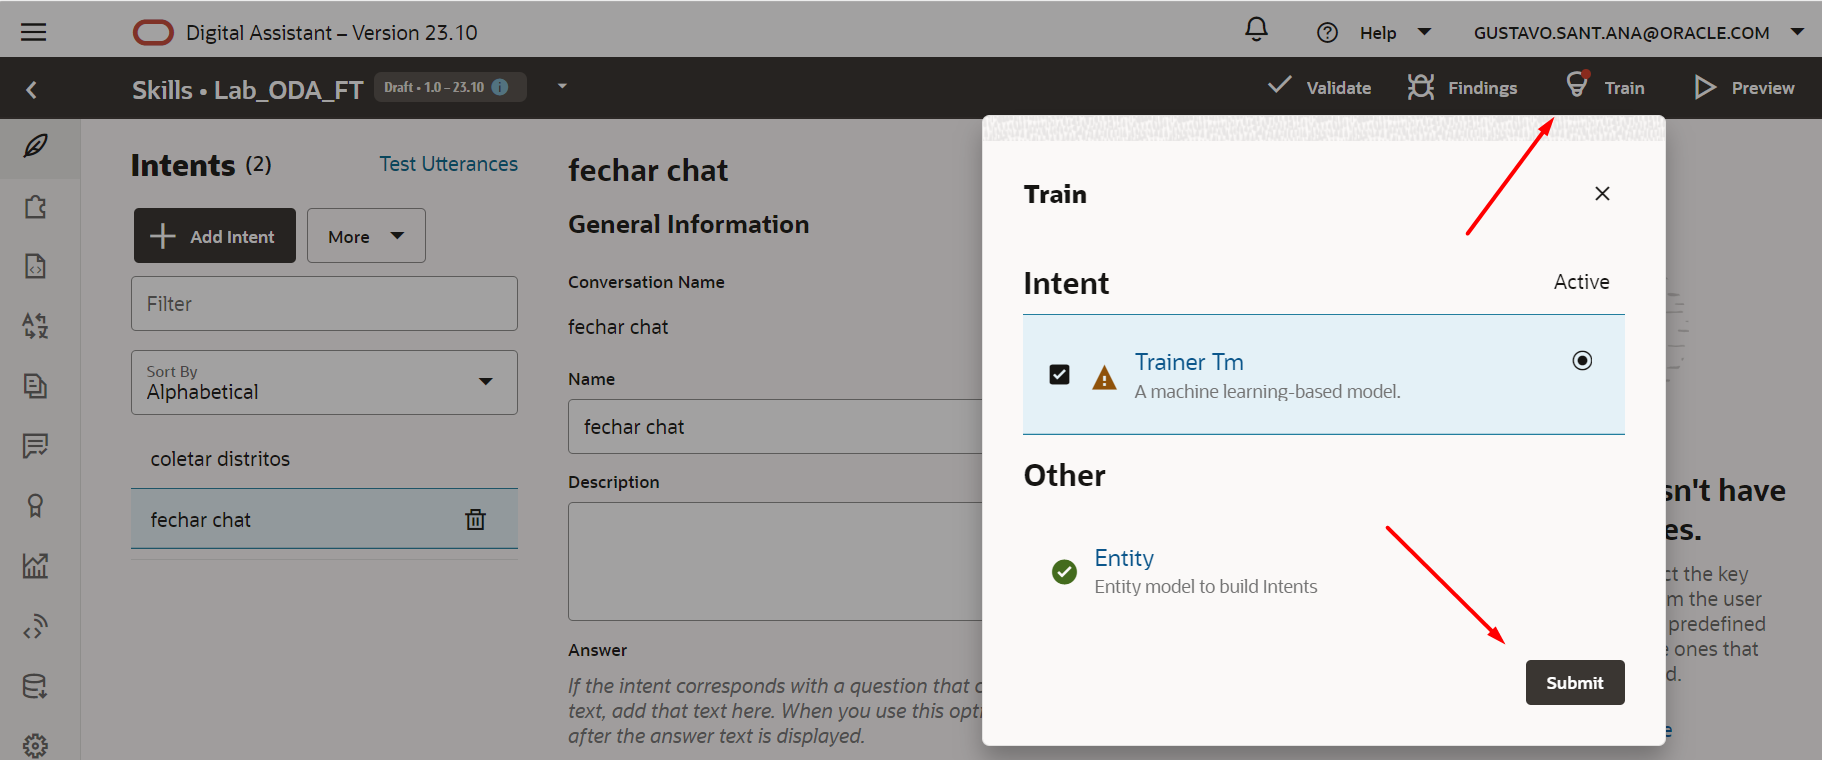 Digital Assistant – Version 23.10
Help
GUSTAVO.SANT.ANA@ORACLE.COM
Skills • Lab_ODA_FT
Draft • 1.0 – 23.10
Validate
Findings
Train
Preview
Intents (2)
Test Utterances
Add Intent
More
Filter
Sort By
Alphabetical
coletar distritos
fechar chat
fechar chat
General Information
Conversation Name
fechar chat
Name
fechar chat
Description
Answer
If the intent corresponds with a question that
text, add that text here. When you use this
after the answer text is displayed.
Train
Intent
Active
Trainer Tm
A machine learning-based model.
Other
Entity
Entity model to build Intents
Submit
sn't have
es.
ct the key
m the user
predefined
ones that
d.